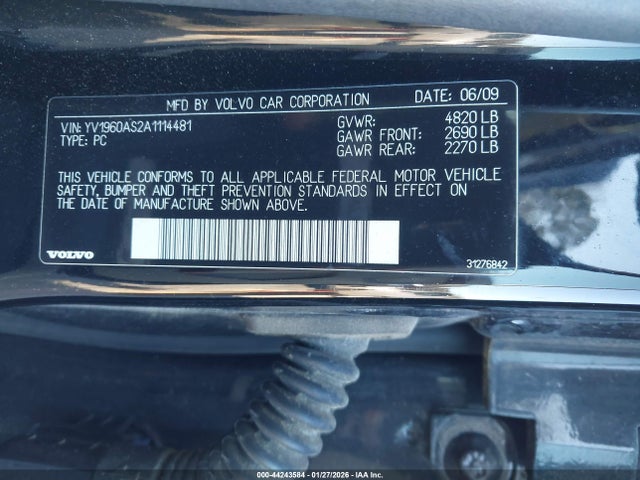 MFD BY VOLVO CAR CORPORATION DATE: 06/09
VIN: YV1960AS2A1114481 GVWR: 4820 LB
TYPE: PC GAWR FRONT: 2690 LB
GAWR REAR: 2270 LB
THIS VEHICLE CONFORMS TO ALL APPLICABLE FEDERAL MOTOR VEHICLE
SAFETY, BUMPER AND THEFT PREVENTION STANDARDS IN EFFECT ON
THE DATE OF MANUFACTURE SHOWN ABOVE.
VOLVO 31276842
000-44243584 - 01/27/2026 - IAA Inc.